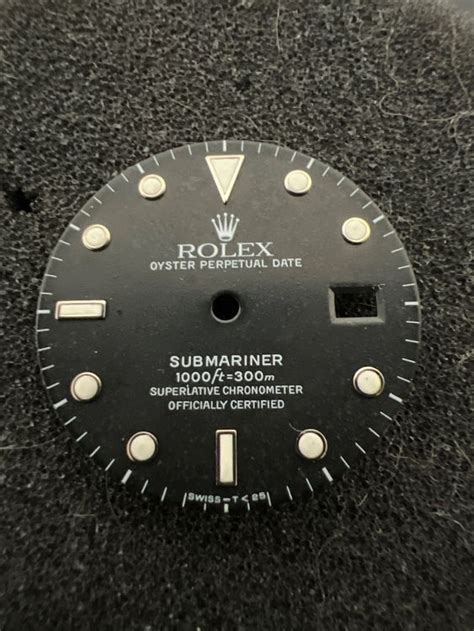 ROLEX
OYSTER PERPETUAL DATE
SUBMARINER
1000ft=300m
SUPERLATIVE CHRONOMETER
OFFICIALLY CERTIFIED
SWISS-T<25